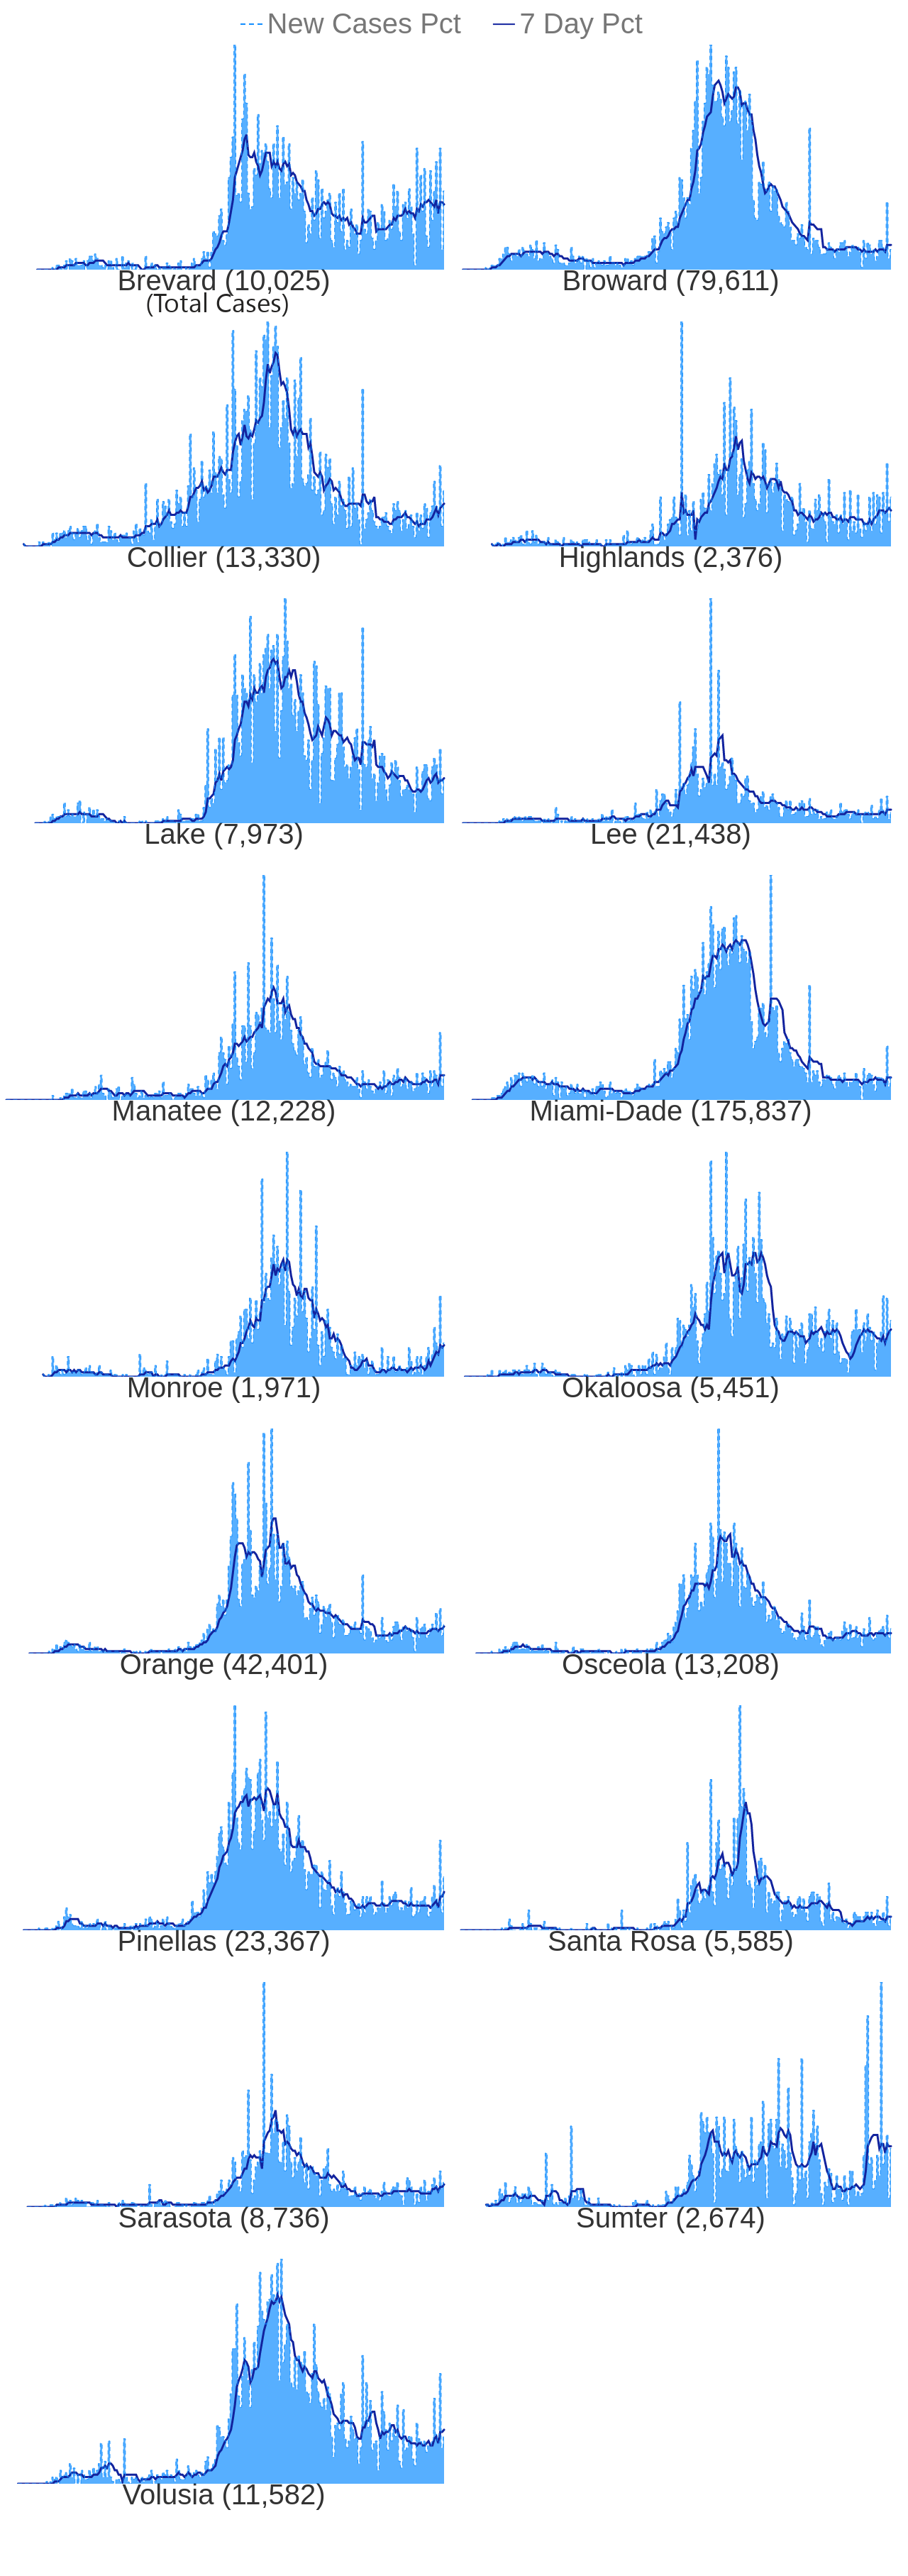 New Cases Pct 7 Day Pct
Brevard (10,025) Broward (79,611)
(Total Cases)
Collier (13,330) Highlands (2,376)
Lake (7,973) Lee (21,438)
Manatee (12,228) Miami-Dade (175,837)
Monroe (1,971) Okaloosa (5,451)
Orange (42,401) Osceola (13,208)
Pinellas (23,367) Santa Rosa (5,585)
Sarasota (8,736) Sumter (2,674)
Volusia (11,582)